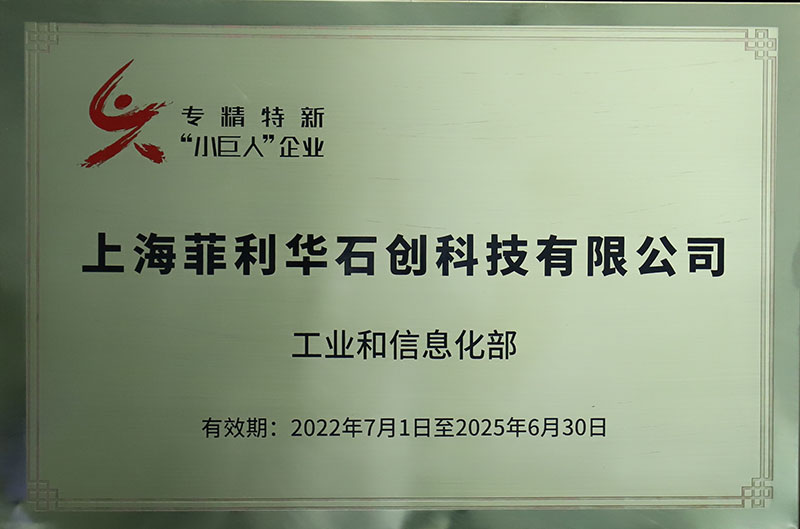 专精特新
“小巨人”企业
上海菲利华石创科技有限公司
工业和信息化部
有效期：2022年7月1日至2025年6月30日